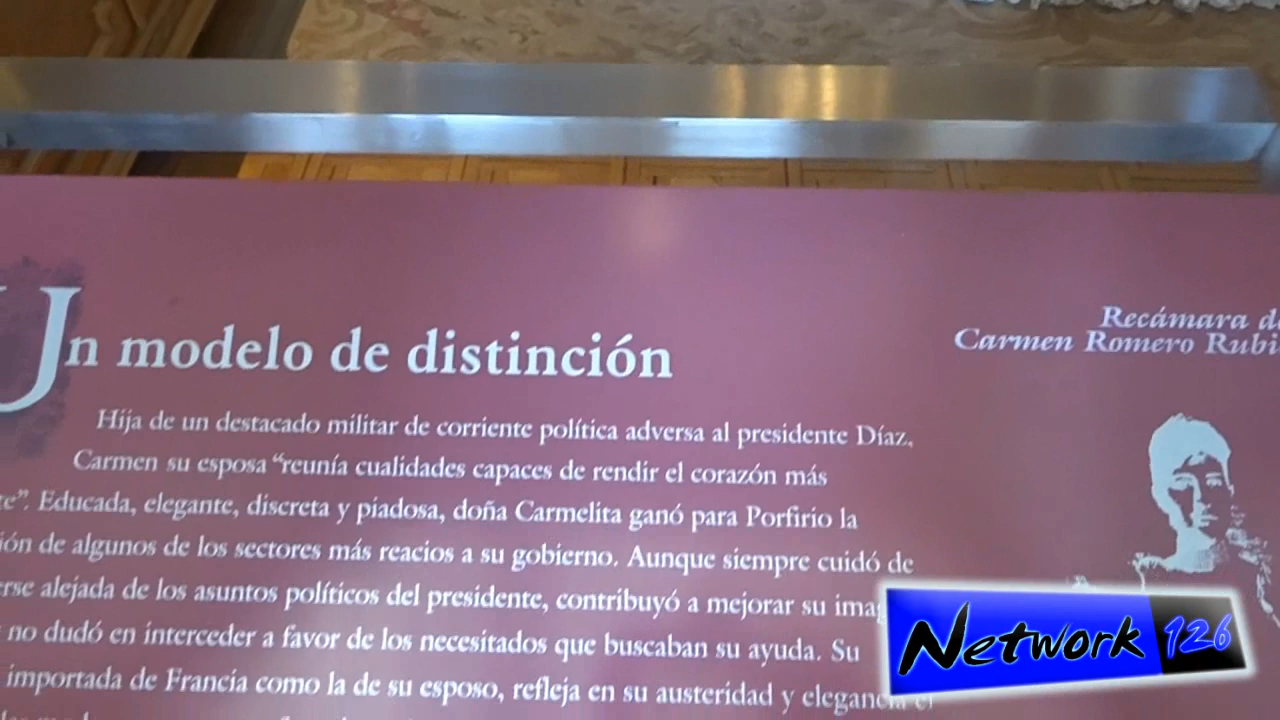 Un modelo de distinción
Recámara
Carmen Romero
Hija de un destacado militar de corriente política adversa al presidente Díaz,
Carmen su esposa “reunía cualidades capaces de rendir el corazón más
Educada, elegante, discreta y piadosa, doña Carmelita ganó para Porfirio la
de algunos de los sectores más reacios a su gobierno. Aunque siempre cuidó de
alejada de los asuntos políticos del presidente, contribuyó a mejorar su
no dudó en interceder a favor de los necesitados que buscaban su ayuda. Su
importada de Francia como la de su esposo, refleja en su austeridad y elegancia el
Network 126